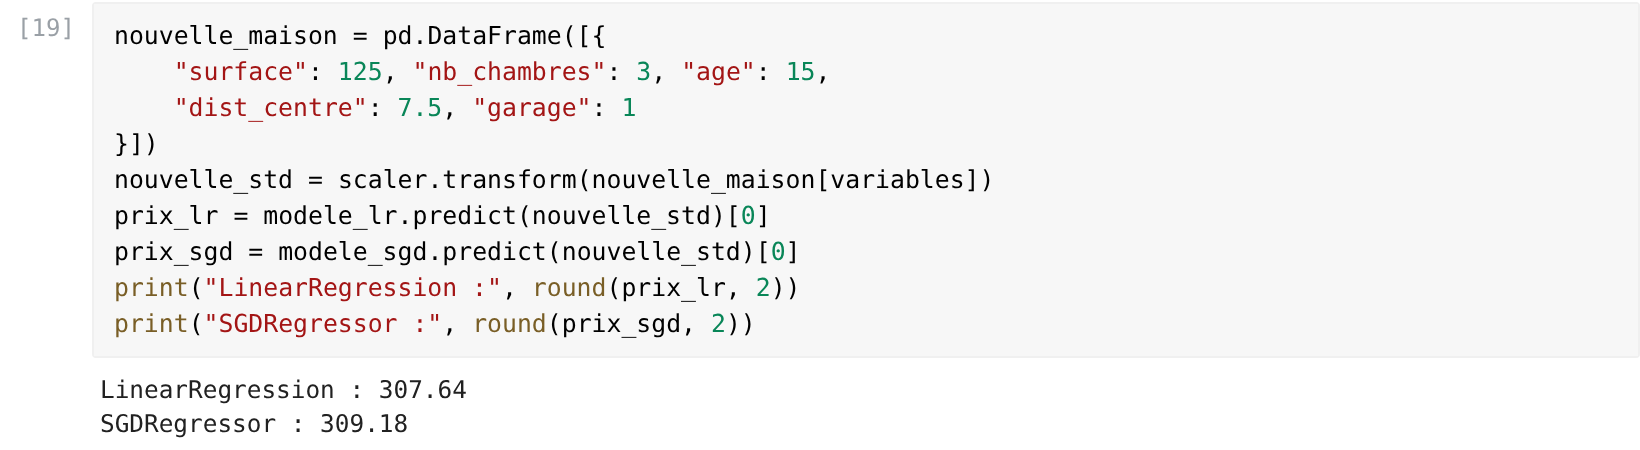 [19]
nouvelle_maison = pd.DataFrame([{
    "surface": 125, "nb_chambres": 3, "age": 15,
    "dist_centre": 7.5, "garage": 1
}])
nouvelle_std = scaler.transform(nouvelle_maison[variables])
prix_lr = modele_lr.predict(nouvelle_std)[0]
prix_sgd = modele_sgd.predict(nouvelle_std)[0]
print("LinearRegression :", round(prix_lr, 2))
print("SGDRegressor :", round(prix_sgd, 2))
LinearRegression : 307.64
SGDRegressor : 309.18